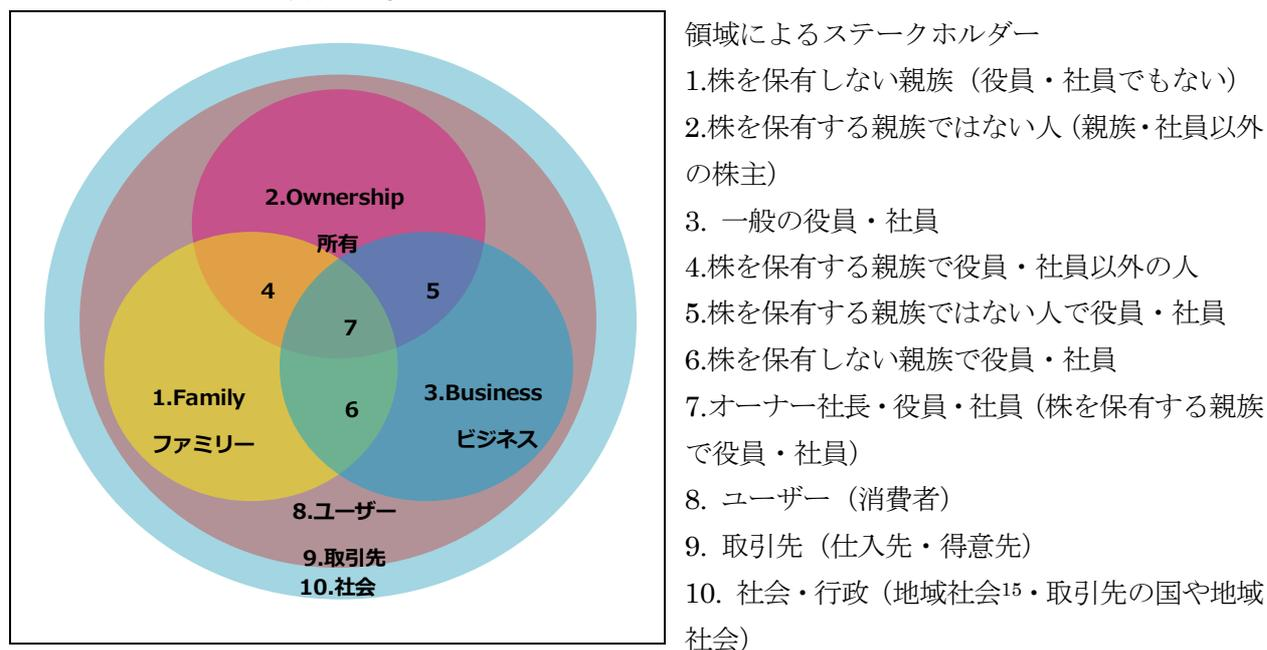 2.Ownership
所有
4
5
7
1.Family
ファミリー
6
3.Business
ビジネス
8.ユーザー
9.取引先
10.社会
領域によるステークホルダー
1.株を保有しない親族（役員・社員でもない）
2.株を保有する親族ではない人（親族・社員以外
の株主）
3. 一般の役員・社員
4.株を保有する親族で役員・社員以外の人
5.株を保有する親族ではない人で役員・社員
6.株を保有しない親族で役員・社員
7.オーナー社長・役員・社員（株を保有する親族
で役員・社員）
8. ユーザー（消費者）
9. 取引先（仕入先・得意先）
10. 社会・行政（地域社会15・取引先の国や地域
社会）